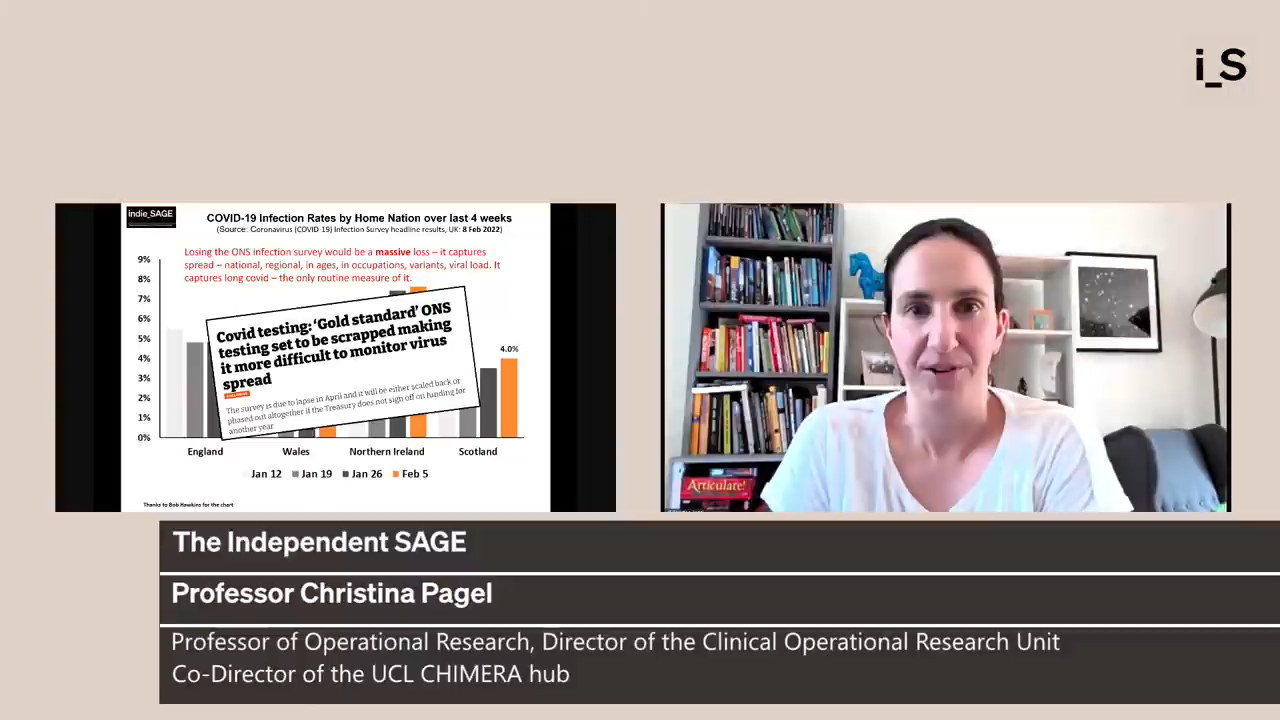 i_S
indie_SAGE
COVID-19 Infection Rates by Home Nation over last 4 weeks
(Source: Coronavirus (COVID-19) Infection Survey headline results, UK: 8 Feb 2022)
Losing the ONS infection survey would be a massive loss – it captures
spread – national, regional, in ages, in occupations, variants, viral load. It
captures long covid – the only routine measure of it.
9%
8%
7%
6%
5%
4%
3%
2%
1%
0%
Covid testing: ‘Gold standard’ ONS
testing set to be scrapped making
it more difficult to monitor virus
spread
The survey is due to lapse in April and it will be either scaled back or
phased out altogether if the Treasury does not sign off on funding for
another year
4.0%
England Wales Northern Ireland Scotland
Jan 12 Jan 19 Jan 26 Feb 5
Thanks to Bob Hawkins for the chart
Articulate!
The Independent SAGE
Professor Christina Pagel
Professor of Operational Research, Director of the Clinical Operational Research Unit
Co-Director of the UCL CHIMERA hub